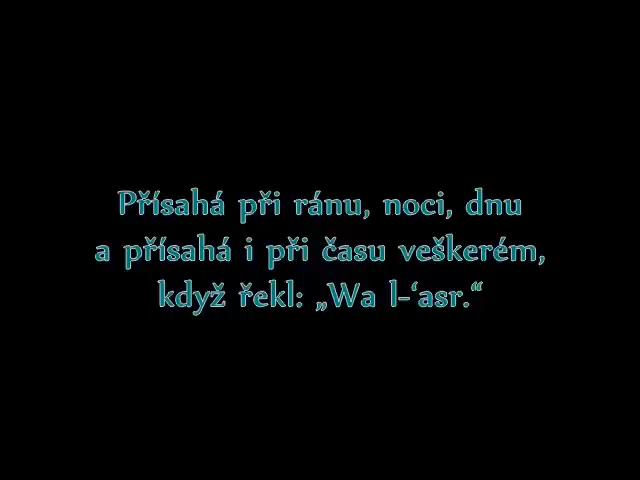 Přísahá při ránu, noci, dnu
a přísahá i při času veškerém,
když řekl: „Wa l-‘asr.“